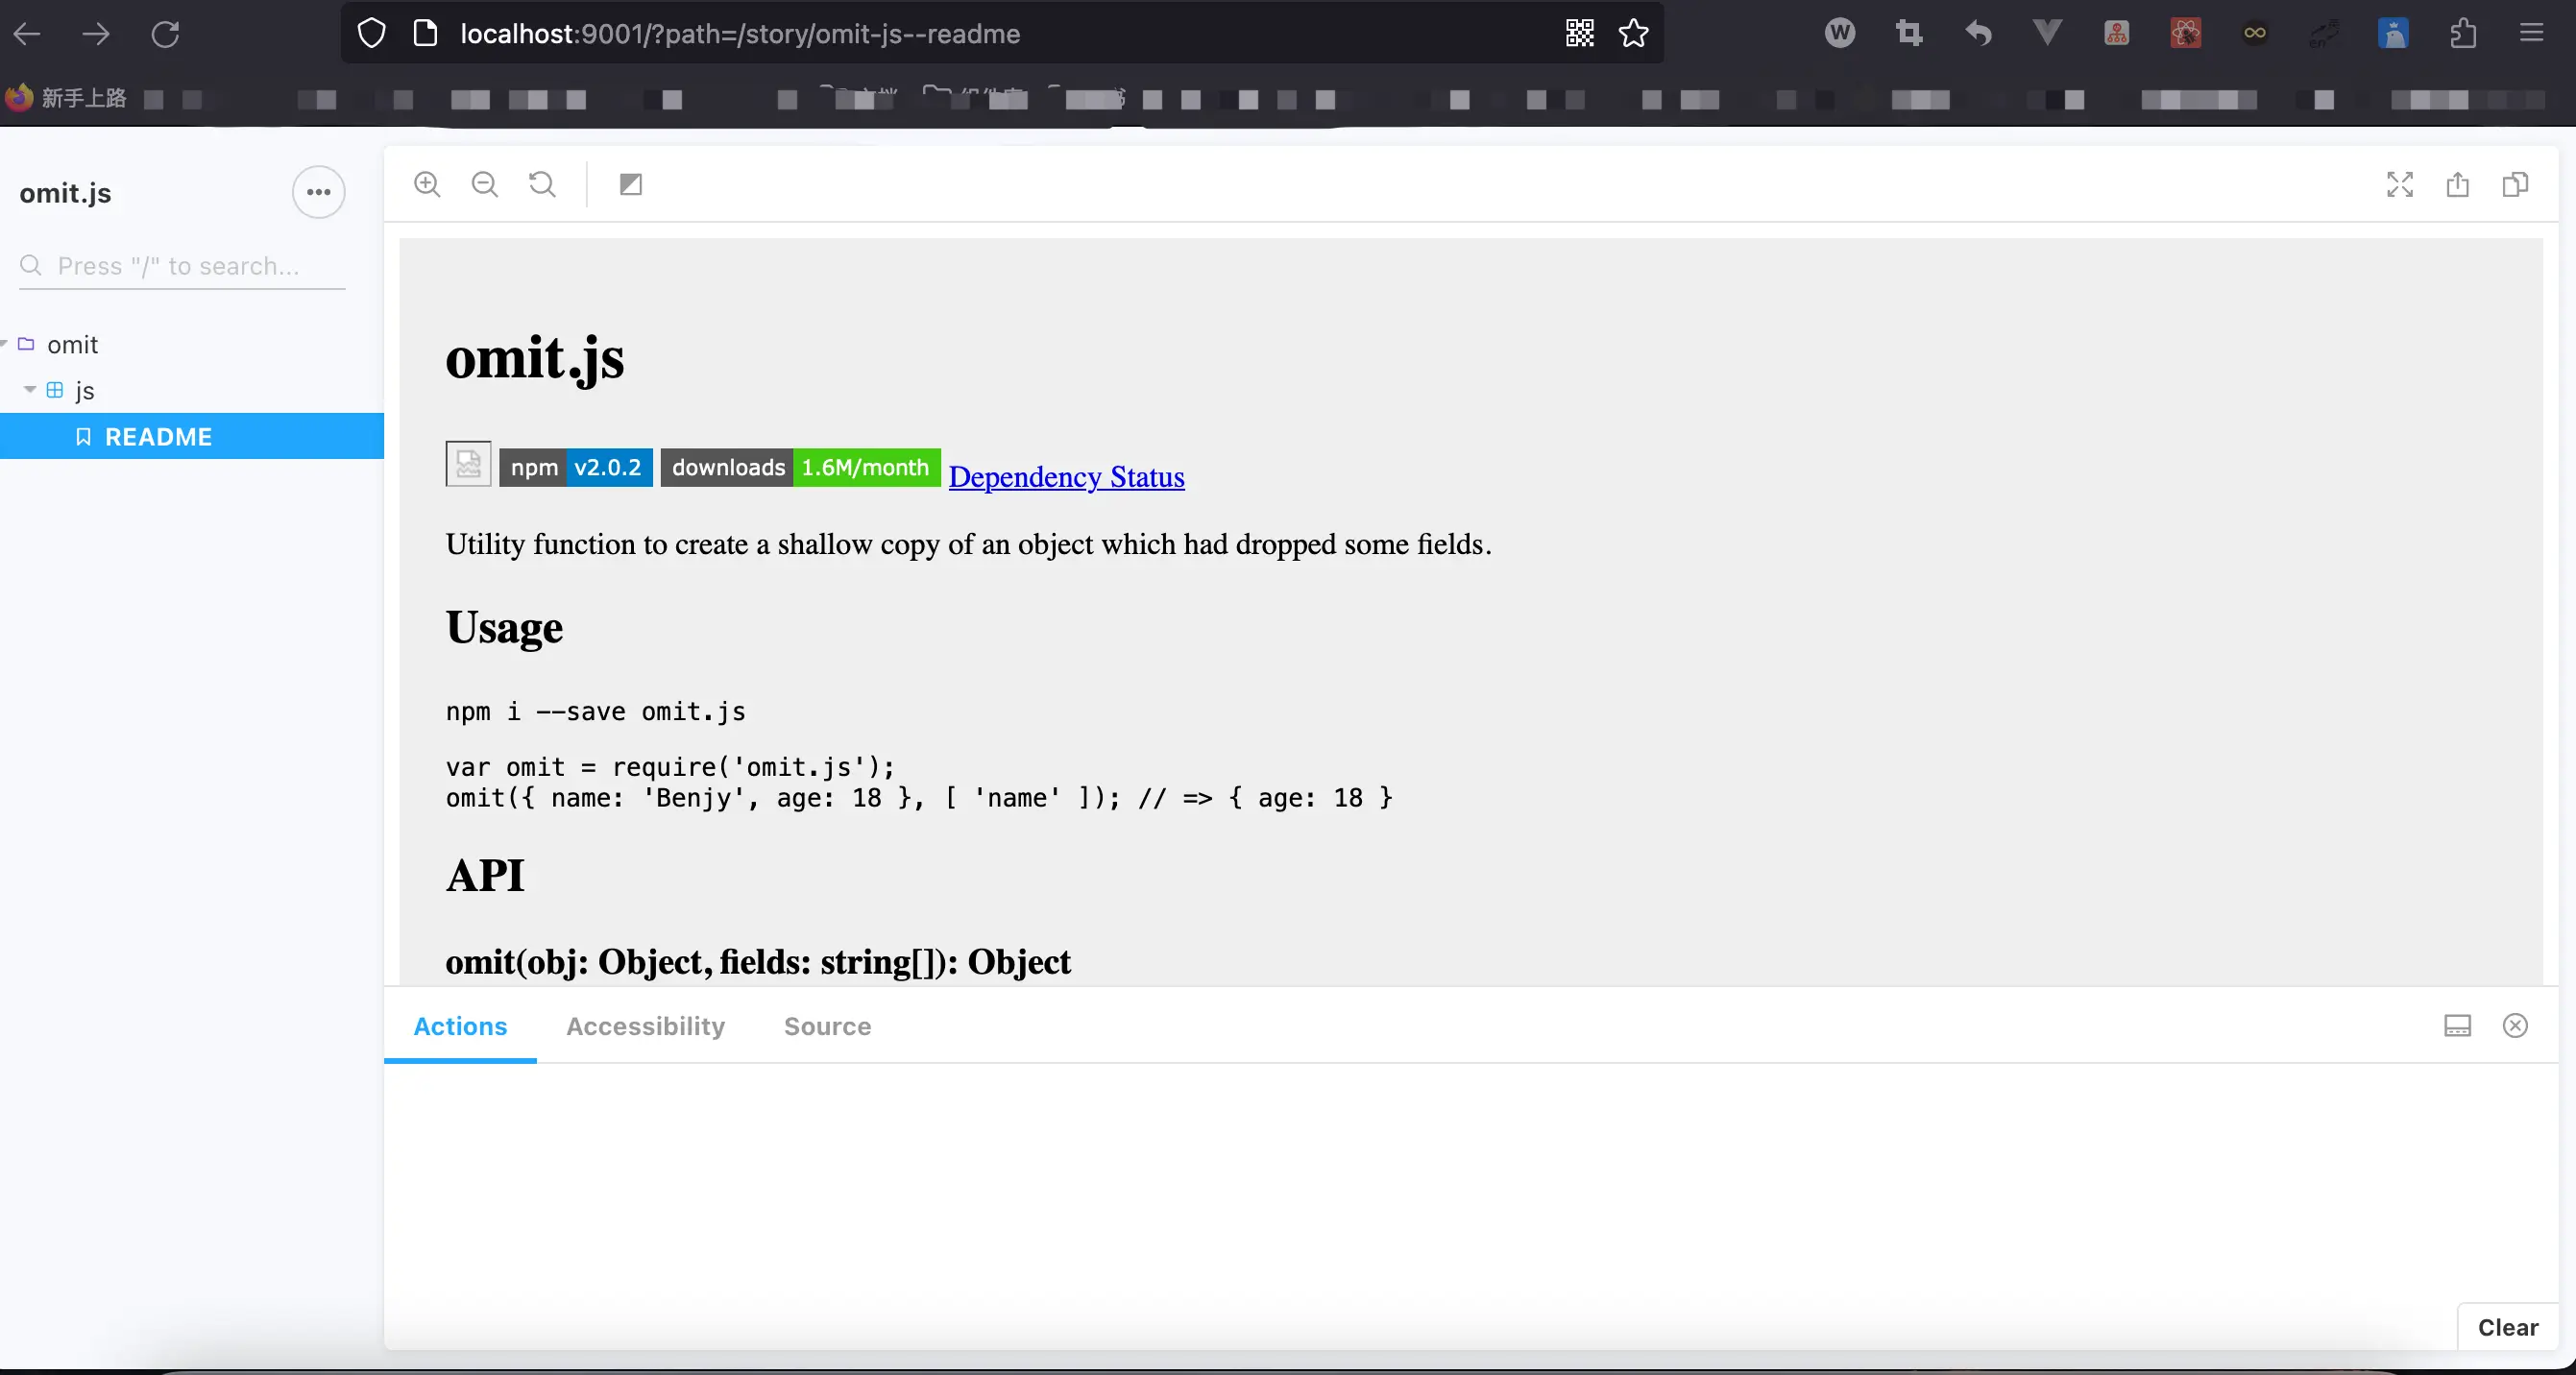 localhost:9001/?path=/story/omit-js--readme
新手上路
omit.js
Press "/" to search...
omit
js
README
omit.js
npm v2.0.2 downloads 1.6M/month Dependency Status
Utility function to create a shallow copy of an object which had dropped some fields.
Usage
npm i --save omit.js
var omit = require('omit.js');
omit({ name: 'Benjy', age: 18 }, [ 'name' ]); // => { age: 18 }
API
omit(obj: Object, fields: string[]): Object
Actions Accessibility Source
Clear